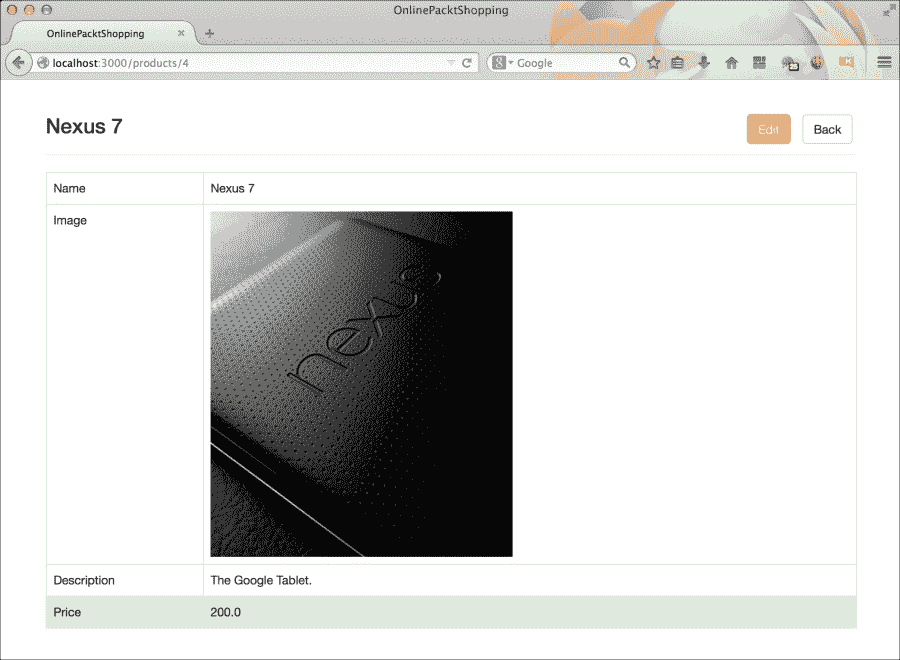 OnlinePacktShopping
OnlinePacktShopping
localhost:3000/products/4
Google
Nexus 7
Edit
Back
Name
Nexus 7
Image
nexus
Description
The Google Tablet.
Price
200.0